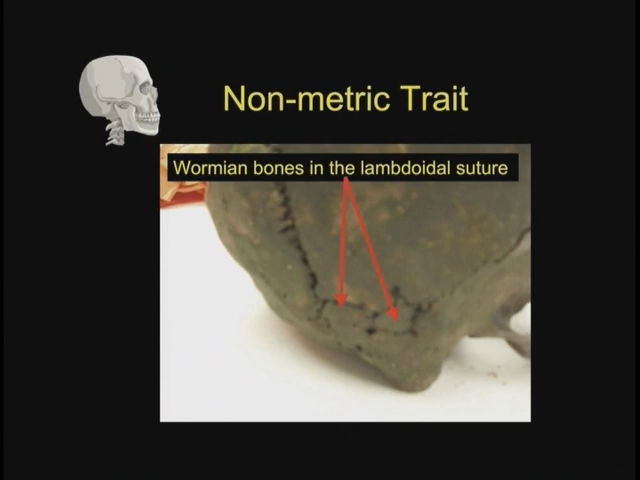 Non-metric Trait
Wormian bones in the lambdoidal suture